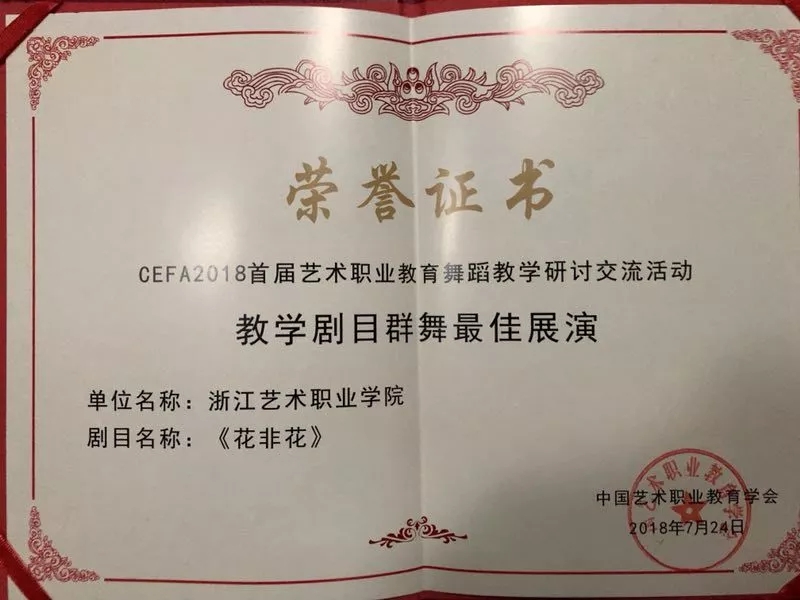 荣誉证书
CEFA2018首届艺术职业教育舞蹈教学研讨交流活动
教学剧目群舞最佳展演
单位名称：浙江艺术职业学院
剧目名称：《花非花》
中国艺术职业教育学会
2018年7月24日